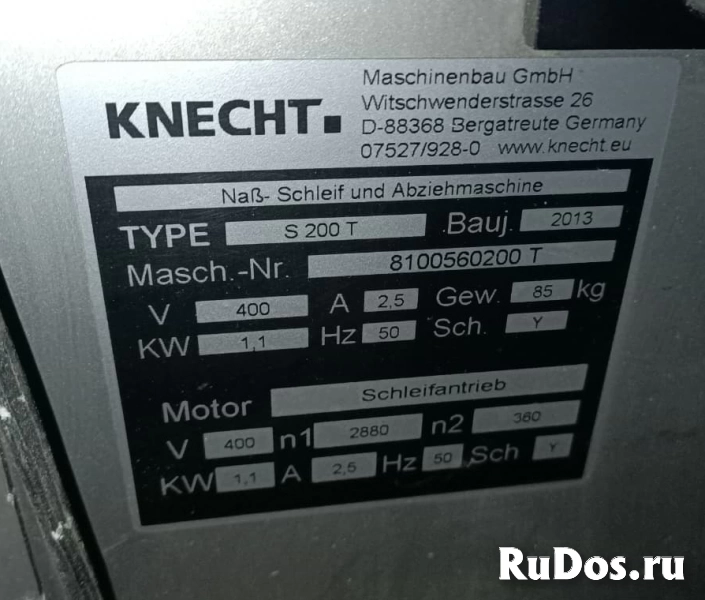 KNECHT.
Maschinenbau GmbH
Witschwenderstrasse 26
D-88368 Bergatreute Germany
07527/928-0 www.knecht.eu
Naß- Schleif und Abziehmaschine
TYPE S 200 T Bauj. 2013
Masch.-Nr. 8100560200 T
V 400 A 2,5 Gew. 85 kg
KW 1,1 Hz 50 Sch. Y
Motor Schleifantrieb
V 400 n1 2880 n2 360
KW 1,1 A 2,5 Hz 50 Sch Y
RuDos.ru